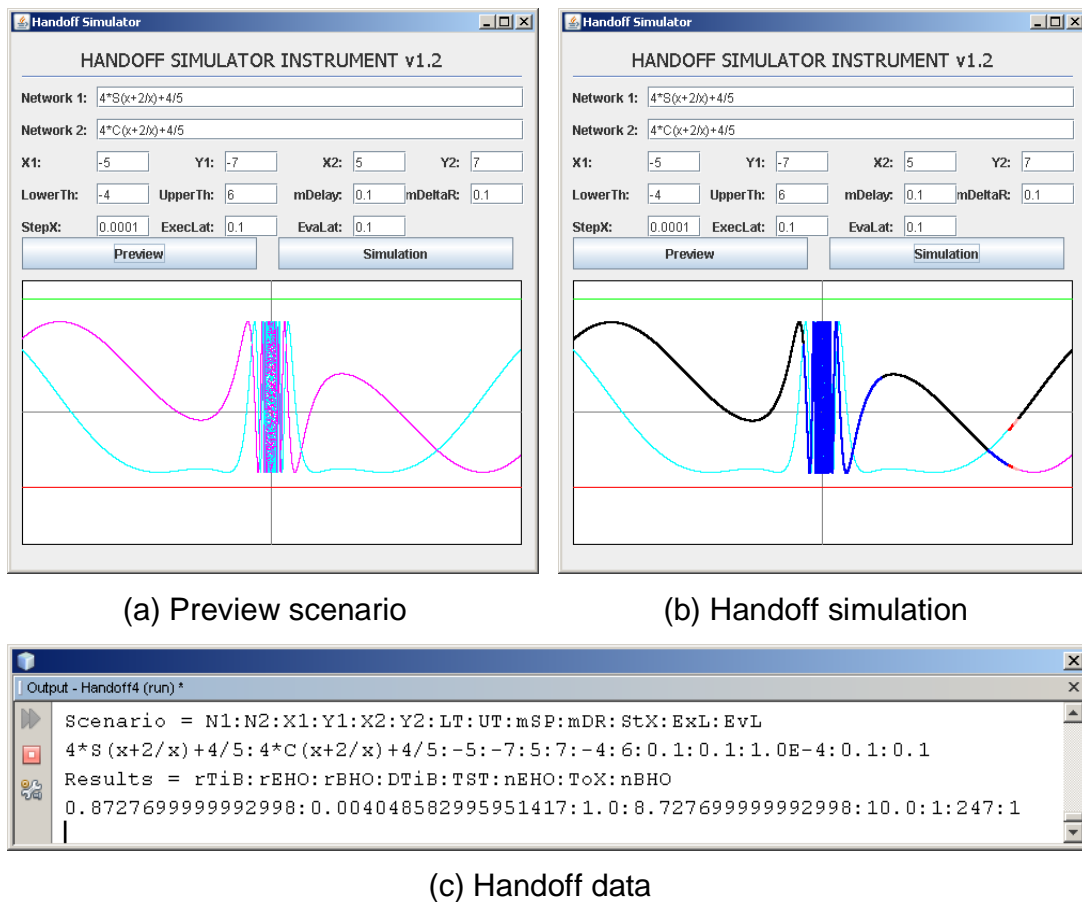 Handoff Simulator
HANDOFF SIMULATOR INSTRUMENT v1.2
Network 1: 4*S(x+2/x)+4/5
Network 2: 4*C(x+2/x)+4/5
X1: -5 Y1: -7 X2: 5 Y2: 7
LowerTh: -4 UpperTh: 6 mDelay: 0.1 mDeltaR: 0.1
StepX: 0.0001 ExecLat: 0.1 EvaLat: 0.1
Preview Simulation
(a) Preview scenario
Handoff Simulator
HANDOFF SIMULATOR INSTRUMENT v1.2
Network 1: 4*S(x+2/x)+4/5
Network 2: 4*C(x+2/x)+4/5
X1: -5 Y1: -7 X2: 5 Y2: 7
LowerTh: -4 UpperTh: 6 mDelay: 0.1 mDeltaR: 0.1
StepX: 0.0001 ExecLat: 0.1 EvaLat: 0.1
Preview Simulation
(b) Handoff simulation
Output - Handoff4 (run) *
Scenario = N1:N2:X1:Y1:X2:Y2:LT:UT:mSP:mDR:StX:ExL:EvL
4*S(x+2/x)+4/5:4*C(x+2/x)+4/5:-5:-7:5:7:-4:6:0.1:0.1:1.0E-4:0.1:0.1
Results = rTiB:rEHO:rBHO:DTiB:TST:nEHO:ToX:nBHO
0.8727699999992998:0.004048582995951417:1.0:8.727699999992998:10.0:1:247:1
(c) Handoff data